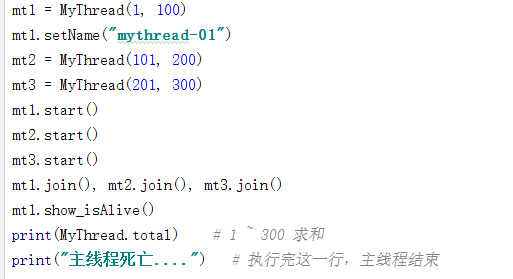 mt1 = MyThread(1, 100)
mt1.setName("mythread-01")
mt2 = MyThread(101, 200)
mt3 = MyThread(201, 300)
mt1.start()
mt2.start()
mt3.start()
mt1.join(), mt2.join(), mt3.join()
mt1.show_isAlive()
print(MyThread.total)    # 1 ~ 300 求和
print("主线程死亡....")   # 执行完这一行，主线程结束